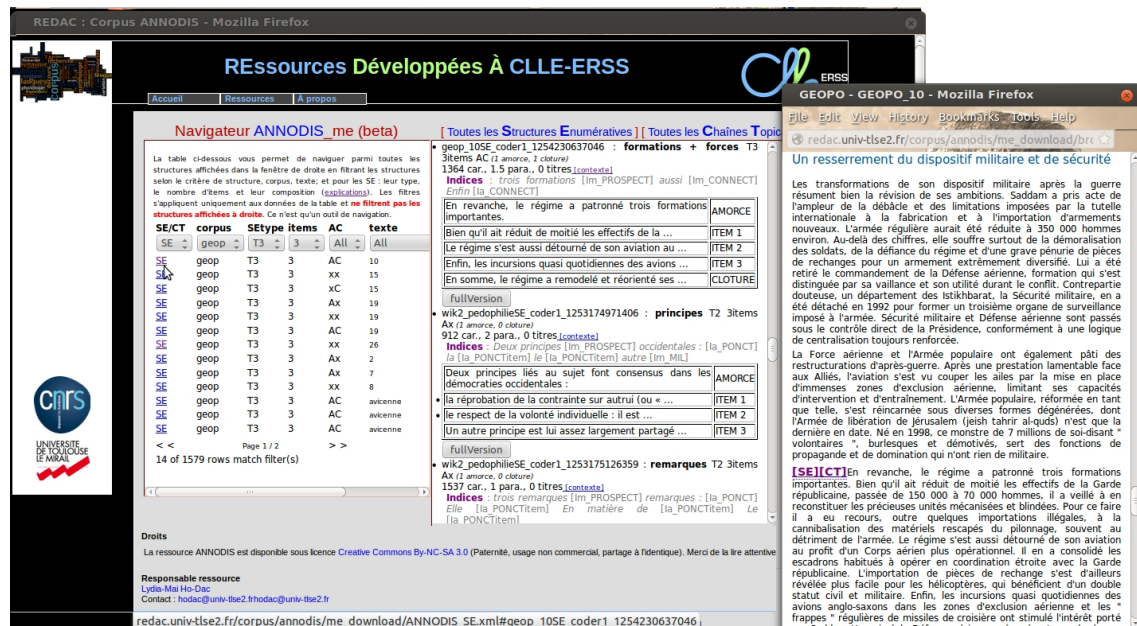 REDAC : Corpus ANNODIS - Mozilla Firefox
corpus
REssources Développées À CLLE-ERSS
ERSS
Accueil Ressources À propos
Navigateur ANNODIS_me (beta)
La table ci-dessous vous permet de naviguer parmi toutes les
structures affichées dans la fenêtre de droite en filtrant les structures
selon le critère de structure, corpus, texte; et pour les SE : leur type,
le nombre d'items et leur composition (explications). Les filtres
s'appliquent uniquement aux données de la table et ne filtrent pas les
structures affichées à droite. Ce n'est qu'un outil de navigation.
SE/CT corpus SEtype items AC texte
SE geop T3 3 All All
SE geop T3 3 AC 10
SE geop T3 3 xx 15
SE geop T3 3 xC 15
SE geop T3 3 Ax 19
SE geop T3 3 xx 19
SE geop T3 3 AC 19
SE geop T3 3 xx 26
SE geop T3 3 Ax 2
SE geop T3 3 Ax 7
SE geop T3 3 xx 8
SE geop T3 3 AC avicenne
SE geop T3 3 AC avicenne
SE geop T3 3 AC avicenne
< < Page 1 / 2 > >
14 of 1579 rows match filter(s)
[ Toutes les Structures Enumératives ] [ Toutes les Chaînes Topic
• geop_10SE_coder1_1254230637046 : formations + forces T3
3items AC (1 amorce, 1 cloture)
1364 car., 1.5 para., 0 titres [contexte]
Indices : trois formations [Im_PROSPECT] aussi [Im_CONNECT]
Enfin [Ia_CONNECT]
En revanche, le régime a patronné trois formations importantes. AMORCE
Bien qu'il ait réduit de moitié les effectifs de la ... ITEM 1
Le régime s'est aussi détourné de son aviation au ... ITEM 2
Enfin, les incursions quasi quotidiennes des avions ... ITEM 3
En somme, le régime a remodelé et réorienté ses ... CLOTURE
fullVersion
• wik2_pedophilieSE_coder1_1253174971406 : principes T2 3items
Ax (1 amorce, 0 cloture)
912 car., 2 para., 0 titres [contexte]
Indices : Deux principes [Im_PROSPECT] occidentales : [Ia_PONCT]
la [Ia_PONCTitem] le [Ia_PONCTitem] autre [Im_MIL]
Deux principes liés au sujet font consensus dans les démocraties occidentales : AMORCE
• la réprobation de la contrainte sur autrui (ou « ... ITEM 1
• le respect de la volonté individuelle : il est ... ITEM 2
Un autre principe est lui assez largement partagé ... ITEM 3
fullVersion
• wik2_pedophilieSE_coder1_1253175126359 : remarques T2 3items
Ax (1 amorce, 0 cloture)
1537 car., 1 para., 0 titres [contexte]
Indices : trois remarques [Im_PROSPECT] remarques : [Ia_PONCT]
Elle [Ia_PONCTitem] En matière de [Ia_PONCTitem] Le
[Ia_PONCTitem]
cnrs
UNIVERSITE
DE TOULOUSE
LE MIRAIL
Droits
La ressource ANNODIS est disponible sous licence Creative Commons By-NC-SA 3.0 (Paternité, usage non commercial, partage à l'identique). Merci de la lire attentive
Responsable ressource
Lydia-Mai Ho-Dac
Contact : hodac@univ-tlse2.frhodac@univ-tlse2.fr
redac.univ-tlse2.fr/corpus/annodis/me_download/ANNODIS_SE.xml#geop_10SE_coder1_1254230637046
GEOPO - GEOPO_10 - Mozilla Firefox
File Edit View History Bookmarks Tools Help
redac.univ-tlse2.fr/corpus/annodis/me_download/bre
Un resserrement du dispositif militaire et de sécurité
Les transformations de son dispositif militaire après la guerre
résument bien la révision de ses ambitions. Saddam a pris acte de
l'ampleur de la débâcle et des limitations imposées par la tutelle
internationale à la fabrication et à l'importation d'armements
nouveaux. L'armée régulière aurait été réduite à 350 000 hommes
environ. Au-delà des chiffres, elle souffre surtout de la démoralisation
des soldats, de la défiance du régime et d'une grave pénurie de pièces
de rechanges pour un armement extrêmement diversifié. Lui a été
retiré le commandement de la Défense aérienne, formation qui s'est
distinguée par sa vaillance et son utilité durant le conflit. Contrepartie
douteuse, un département des Istikhbarat, la Sécurité militaire, en a
été détaché en 1992 pour former un troisième organe de surveillance
imposé à l'armée. Sécurité militaire et Défense aérienne sont passés
sous le contrôle direct de la Présidence, conformément à une logique
de centralisation toujours renforcée.
La Force aérienne et l'Armée populaire ont également pâti des
restructurations d'après-guerre. Après une prestation lamentable face
aux Alliés, l'aviation s'est vu couper les ailes par la mise en place
d'immenses zones d'exclusion aérienne, limitant ses capacités
d'intervention et d'entraînement. L'Armée populaire, réformée en tant
que telle, s'est réincarnée sous diverses formes dégénérées, dont
l'Armée de libération de Jérusalem (jeish tahrir al-quds) n'est que la
dernière en date. Né en 1998, ce monstre de 7 millions de soi-disant "
volontaires ", burlesques et démotivés, sert des fonctions de
propagande et de domination qui n'ont rien de militaire.
[SE][CT]En revanche, le régime a patronné trois formations
importantes. Bien qu'il ait réduit de moitié les effectifs de la Garde
républicaine, passée de 150 000 à 70 000 hommes, il a veillé à en
reconstituer les précieuses unités mécanisées et blindées. Pour ce faire
il a eu recours, outre quelques importations illégales, à la
cannibalisation des matériels rescapés du pilonnage, souvent au
détriment de l'armée. Le régime s'est aussi détourné de son aviation
au profit d'un Corps aérien plus opérationnel. Il en a consolidé les
escadrons habitués à opérer en coordination étroite avec la Garde
républicaine. L'importation de pièces de rechange s'est d'ailleurs
révélée plus facile pour les hélicoptères, qui bénéficient d'un double
statut civil et militaire. Enfin, les incursions quasi quotidiennes des
avions anglo-saxons dans les zones d'exclusion aérienne et les "
frappes " régulières de missiles de croisière ont stimulé l'intérêt porté